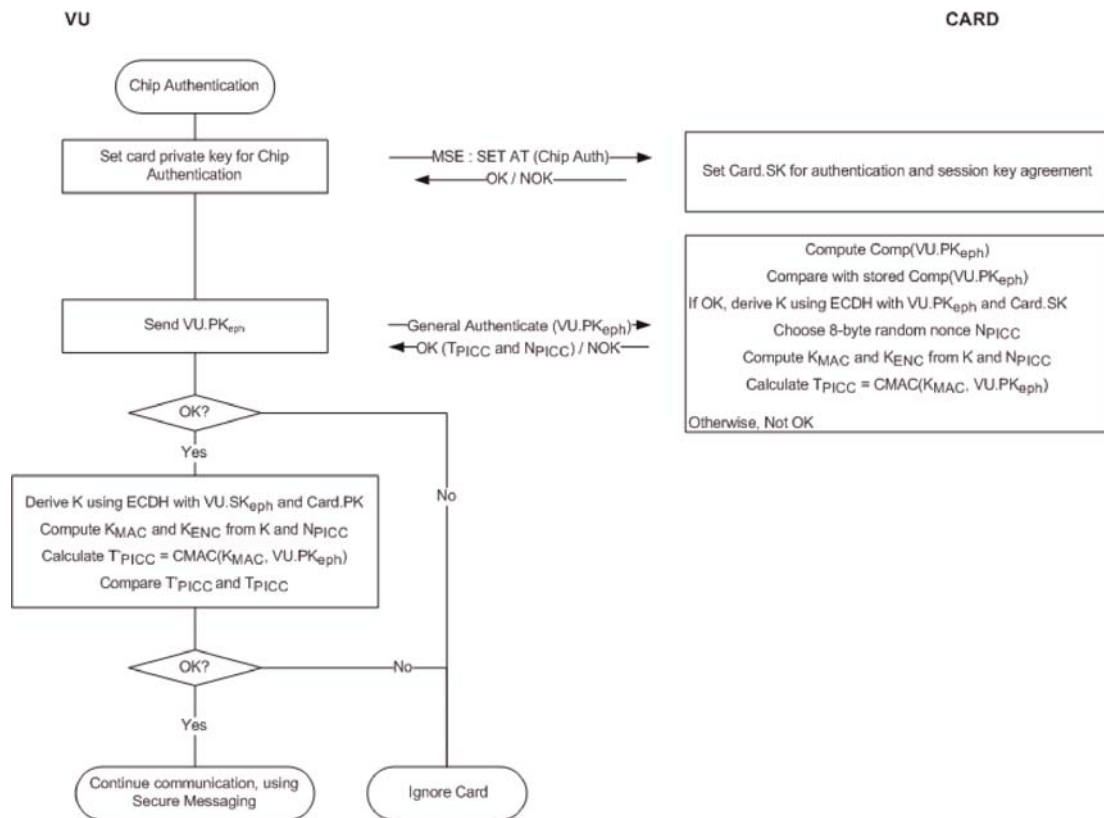 VU
CARD
Chip Authentication
Set card private key for Chip
Authentication
MSE : SET AT (Chip Auth)
OK / NOK
Set Card.SK for authentication and session key agreement
Compute Comp(VU.PKeph)
Compare with stored Comp(VU.PKeph)
If OK, derive K using ECDH with VU.PKeph and Card.SK
Choose 8-byte random nonce NPICC
Compute KMAC and KENC from K and NPICC
Calculate TPICC = CMAC(KMAC, VU.PKeph)
Otherwise, Not OK
Send VU.PKeph
General Authenticate (VU.PKeph)
OK (TPICC and NPICC) / NOK
OK?
Yes
No
Derive K using ECDH with VU.SKeph and Card.PK
Compute KMAC and KENC from K and NPICC
Calculate T'PICC = CMAC(KMAC, VU.PKeph)
Compare T'PICC and TPICC
OK?
No
Yes
Continue communication, using
Secure Messaging
Ignore Card